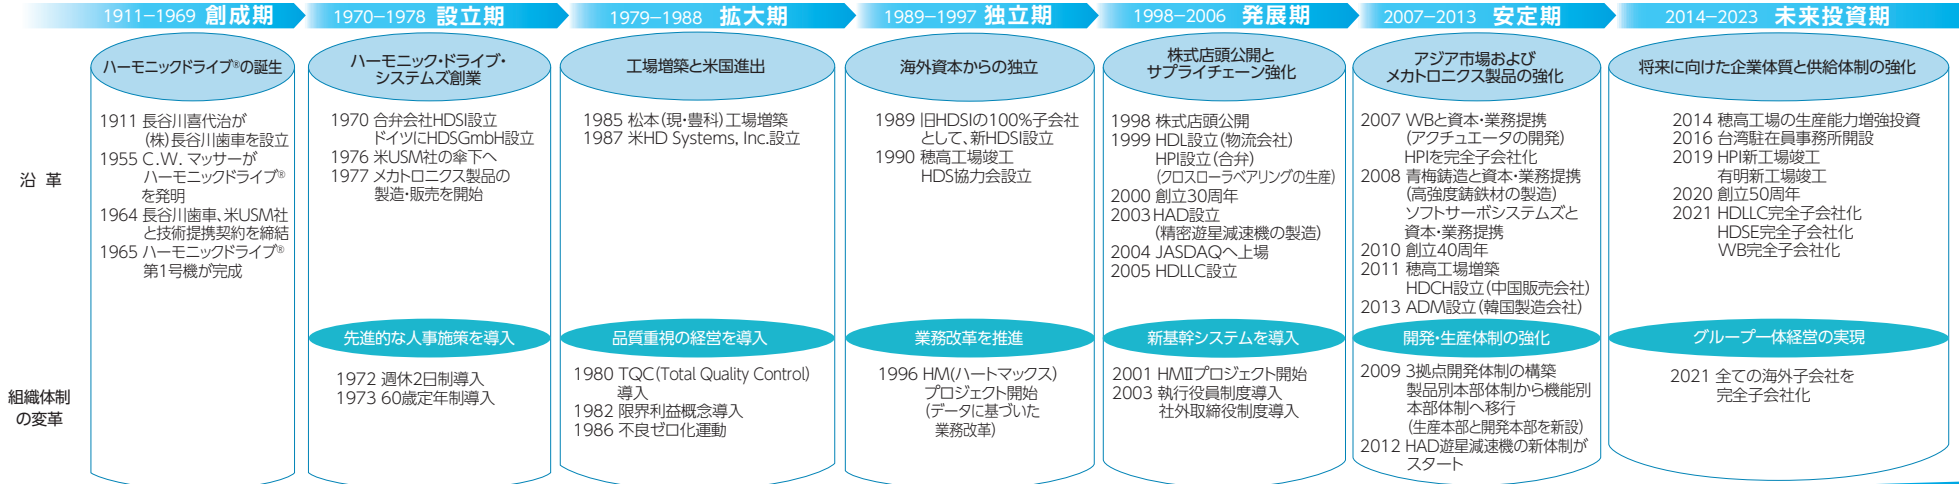 1911−1969 創成期
1970−1978 設立期
1979−1988 拡大期
1989−1997 独立期
1998−2006 発展期
2007−2013 安定期
2014−2023 未来投資期
沿 革
ハーモニックドライブ®の誕生
1911 長谷川喜代治が
(株)長谷川歯車を設立
1955 C.W. マッサーが
ハーモニックドライブ®
を発明
1964 長谷川歯車、米USM社
と技術提携契約を締結
1965 ハーモニックドライブ®
第1号機が完成
ハーモニック・ドライブ・
システムズ創業
1970 合弁会社HDSI設立
ドイツにHDSGmbH設立
1976 米USM社の傘下へ
1977 メカトロニクス製品の
製造・販売を開始
工場増築と米国進出
1985 松本(現・豊科)工場増築
1987 米HD Systems, Inc.設立
海外資本からの独立
1989 旧HDSIの100%子会社
として、新HDSI設立
1990 穂高工場竣工
HDS協力会設立
株式店頭公開と
サプライチェーン強化
1998 株式店頭公開
1999 HDL設立(物流会社)
HPI設立(合弁)
(クロスローラベアリングの生産)
2000 創立30周年
2003 HAD設立
(精密遊星減速機の製造)
2004 JASDAQへ上場
2005 HDLLC設立
アジア市場および
メカトロニクス製品の強化
2007 WBと資本・業務提携
(アクチュエータの開発)
HPIを完全子会社化
2008 青梅鋳造と資本・業務提携
(高強度鋳鉄材の製造)
ソフトサーボシステムズと
資本・業務提携
2010 創立40周年
2011 穂高工場増築
HDCH設立(中国販売会社)
2013 ADM設立(韓国製造会社)
将来に向けた企業体質と供給体制の強化
2014 穂高工場の生産能力増強投資
2016 台湾駐在員事務所開設
2019 HPI新工場竣工
有明新工場竣工
2020 創立50周年
2021 HDLLC完全子会社化
HDSE完全子会社化
WB完全子会社化
組織体制
の変革
先進的な人事施策を導入
1972 週休2日制導入
1973 60歳定年制導入
品質重視の経営を導入
1980 TQC(Total Quality Control)
導入
1982 限界利益概念導入
1986 不良ゼロ化運動
業務改革を推進
1996 HM(ハートマックス)
プロジェクト開始
(データに基づいた
業務改革)
新基幹システムを導入
2001 HMIIプロジェクト開始
2003 執行役員制度導入
社外取締役制度導入
開発・生産体制の強化
2009 3拠点開発体制の構築
製品別本部体制から機能別
本部体制へ移行
(生産本部と開発本部を新設)
2012 HAD遊星減速機の新体制が
スタート
グループ一体経営の実現
2021 全ての海外子会社を
完全子会社化